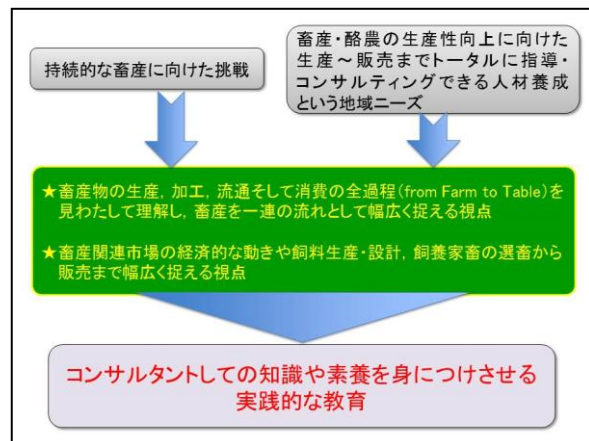 持続的な畜産に向けた挑戦
畜産・酪農の生産性向上に向けた
生産～販売までトータルに指導・
コンサルティングできる人材養成
という地域ニーズ
★畜産物の生産，加工，流通そして消費の全過程(from Farm to Table)を
見わたして理解し，畜産を一連の流れとして幅広く捉える視点
★畜産関連市場の経済的な動きや飼料生産・設計，飼養家畜の選畜から
販売まで幅広く捉える視点
コンサルタントしての知識や素養を身につけさせる
実践的な教育